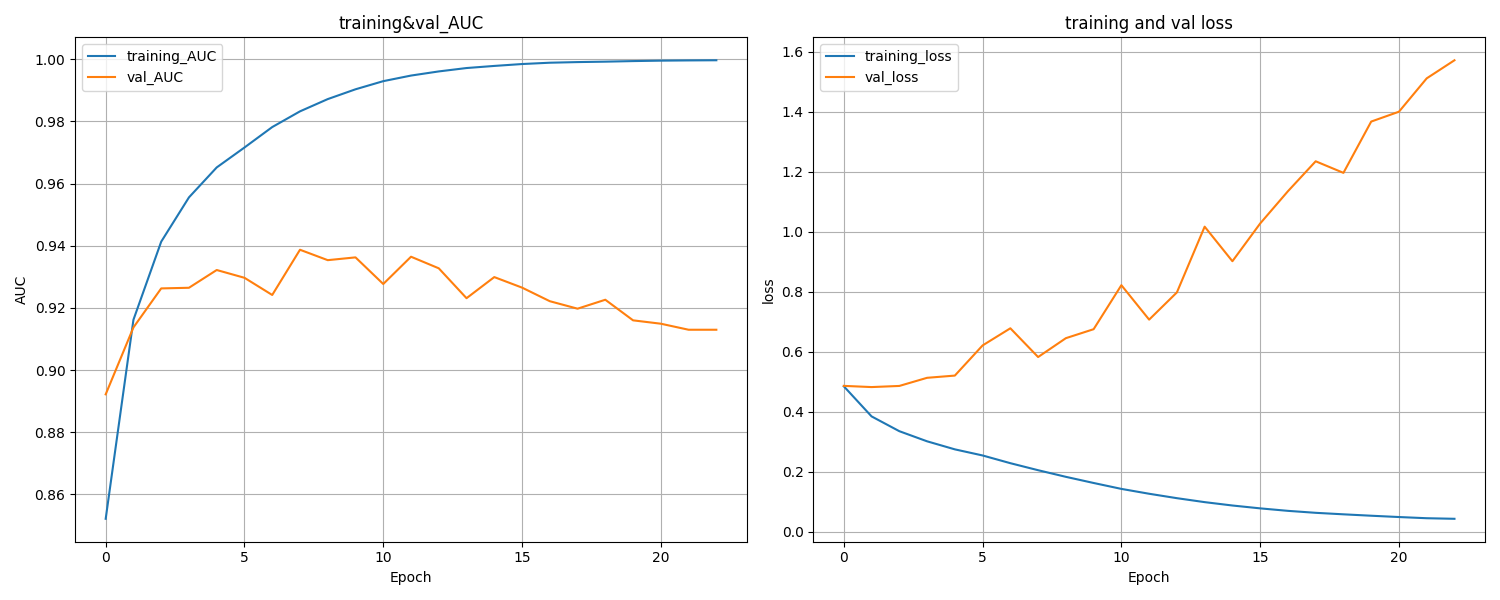 training&val_AUC
training_AUC
val_AUC
1.00
0.98
0.96
0.94
0.92
0.90
0.88
0.86
AUC
0 5 10 15 20
Epoch
training and val loss
training_loss
val_loss
1.6
1.4
1.2
1.0
0.8
0.6
0.4
0.2
0.0
loss
0 5 10 15 20
Epoch